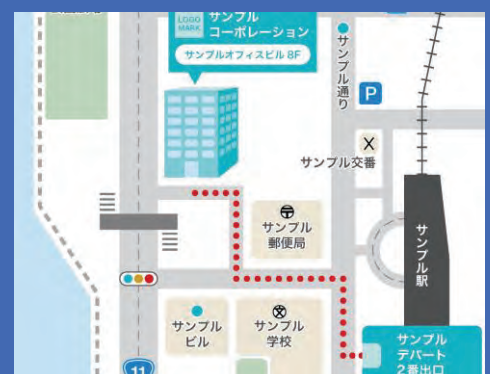 LOGO
MARK
サンプル
コーポレーション
サンプルオフィスビル 8F
サンプル通り
P
X
サンプル交番
〒
サンプル
郵便局
サンプル駅
サンプル
ビル
文
サンプル
学校
サンプル
デパート
2番出口
11